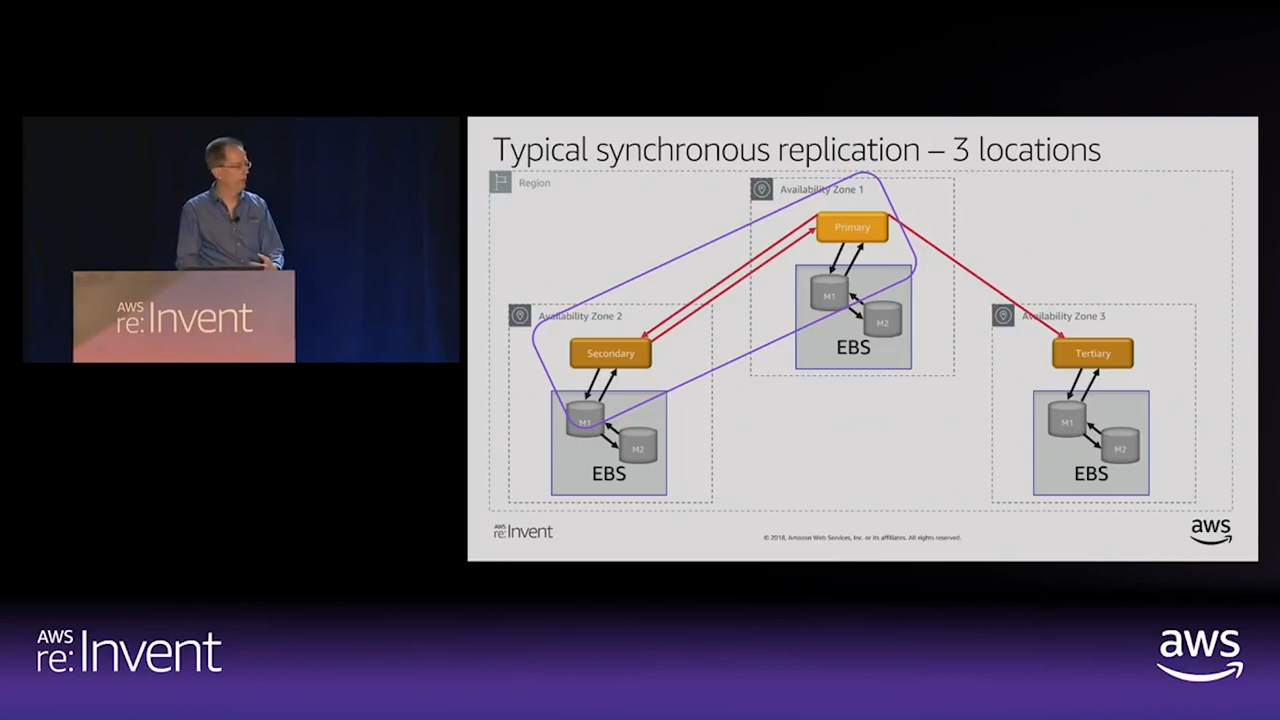 Typical synchronous replication – 3 locations
Region
Availability Zone 1
Primary
M1
M2
EBS
Availability Zone 2
Secondary
M1
M2
EBS
Availability Zone 3
Tertiary
M1
M2
EBS
AWS
re:Invent
© 2018, Amazon Web Services, Inc. or its affiliates. All rights reserved.
aws
AWS
re:Invent
AWS
re:Invent
aws